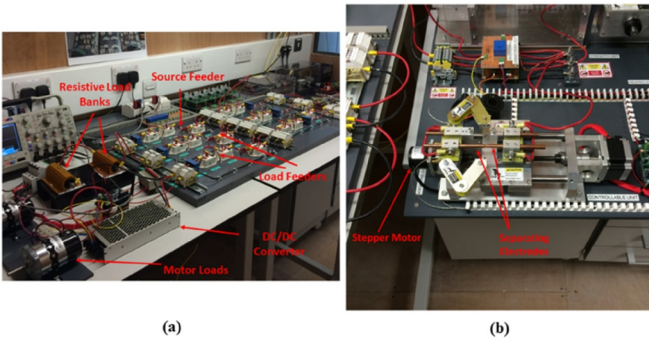 Source Feeder
Resistive Load
Banks
Load Feeders
DC/DC
Converter
Motor Loads
Stepper Motor
Separating
Electrodes
CONTROLLABLE UNIT
(a)
(b)